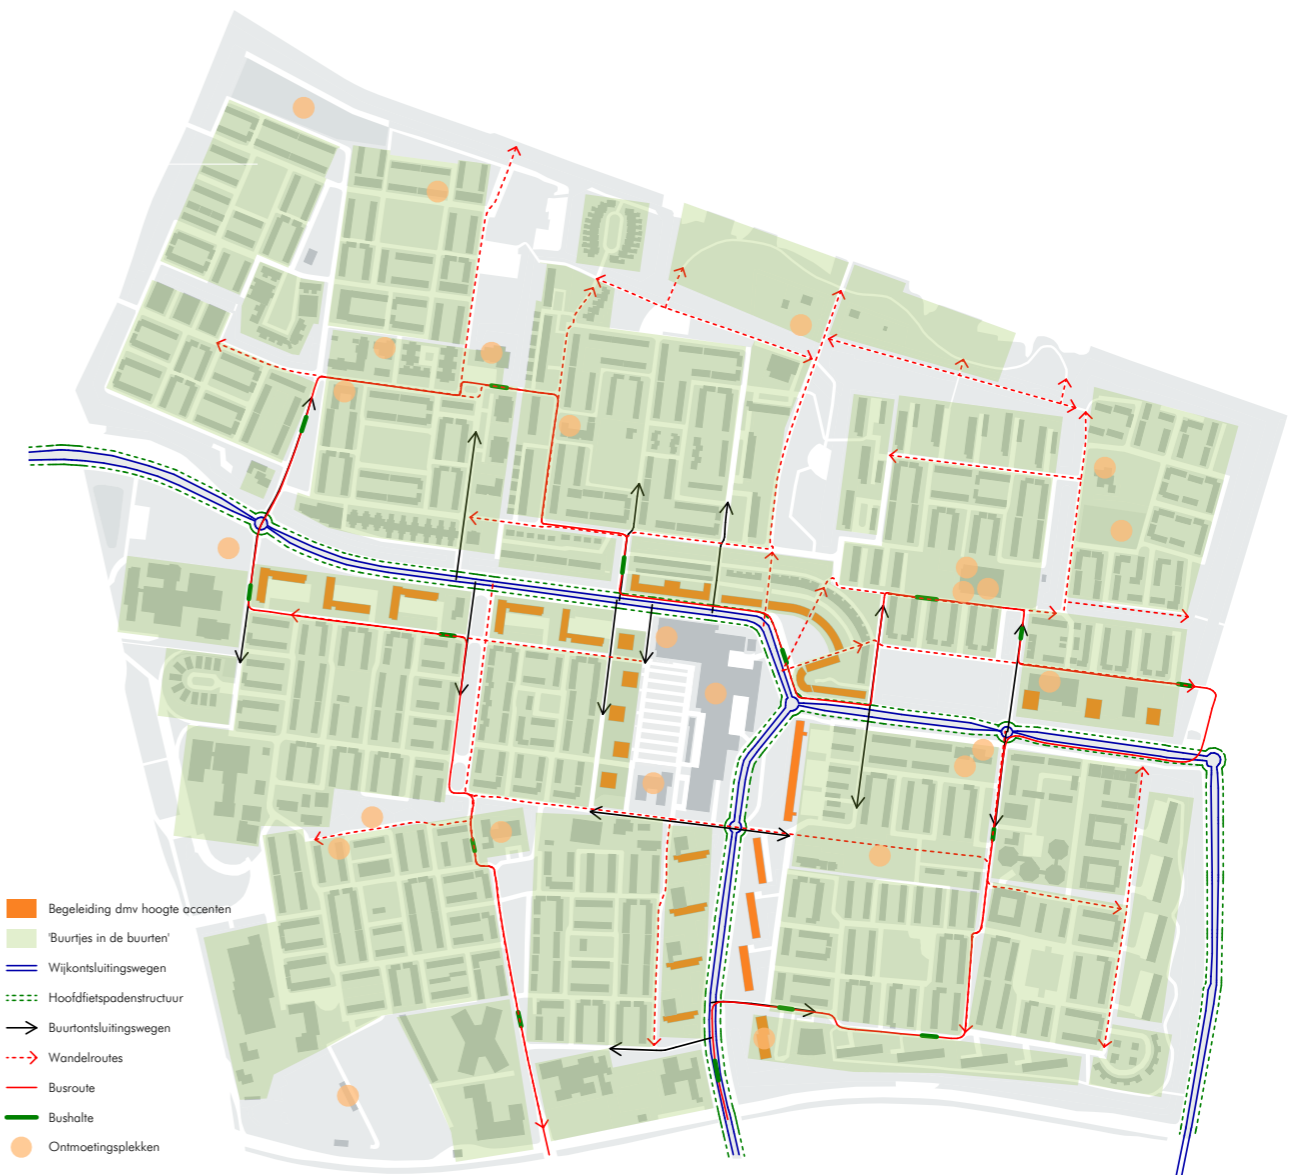 Begeleiding dmv hoogte accenten
'Buurtjes in de buurten'
Wijkontsluitingswegen
Hoofdfietspadenstructuur
Buurtontsluitingswegen
Wandelroutes
Busroute
Bushalte
Ontmoetingsplekken